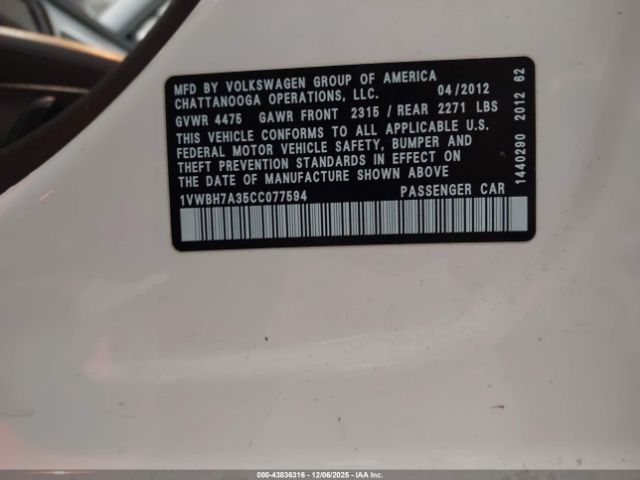 MFD BY VOLKSWAGEN GROUP OF AMERICA
CHATTANOOGA OPERATIONS, LLC. 04/2012
GVWR 4475 GAWR FRONT 2315 / REAR 2271 LBS
THIS VEHICLE CONFORMS TO ALL APPLICABLE U.S.
FEDERAL MOTOR VEHICLE SAFETY, BUMPER AND
THEFT PREVENTION STANDARDS IN EFFECT ON
THE DATE OF MANUFACTURE SHOWN ABOVE
1VWBH7A35CC077594 PASSENGER CAR
1440290 2012 62
000-43836316 - 12/06/2025 - IAAI.COM